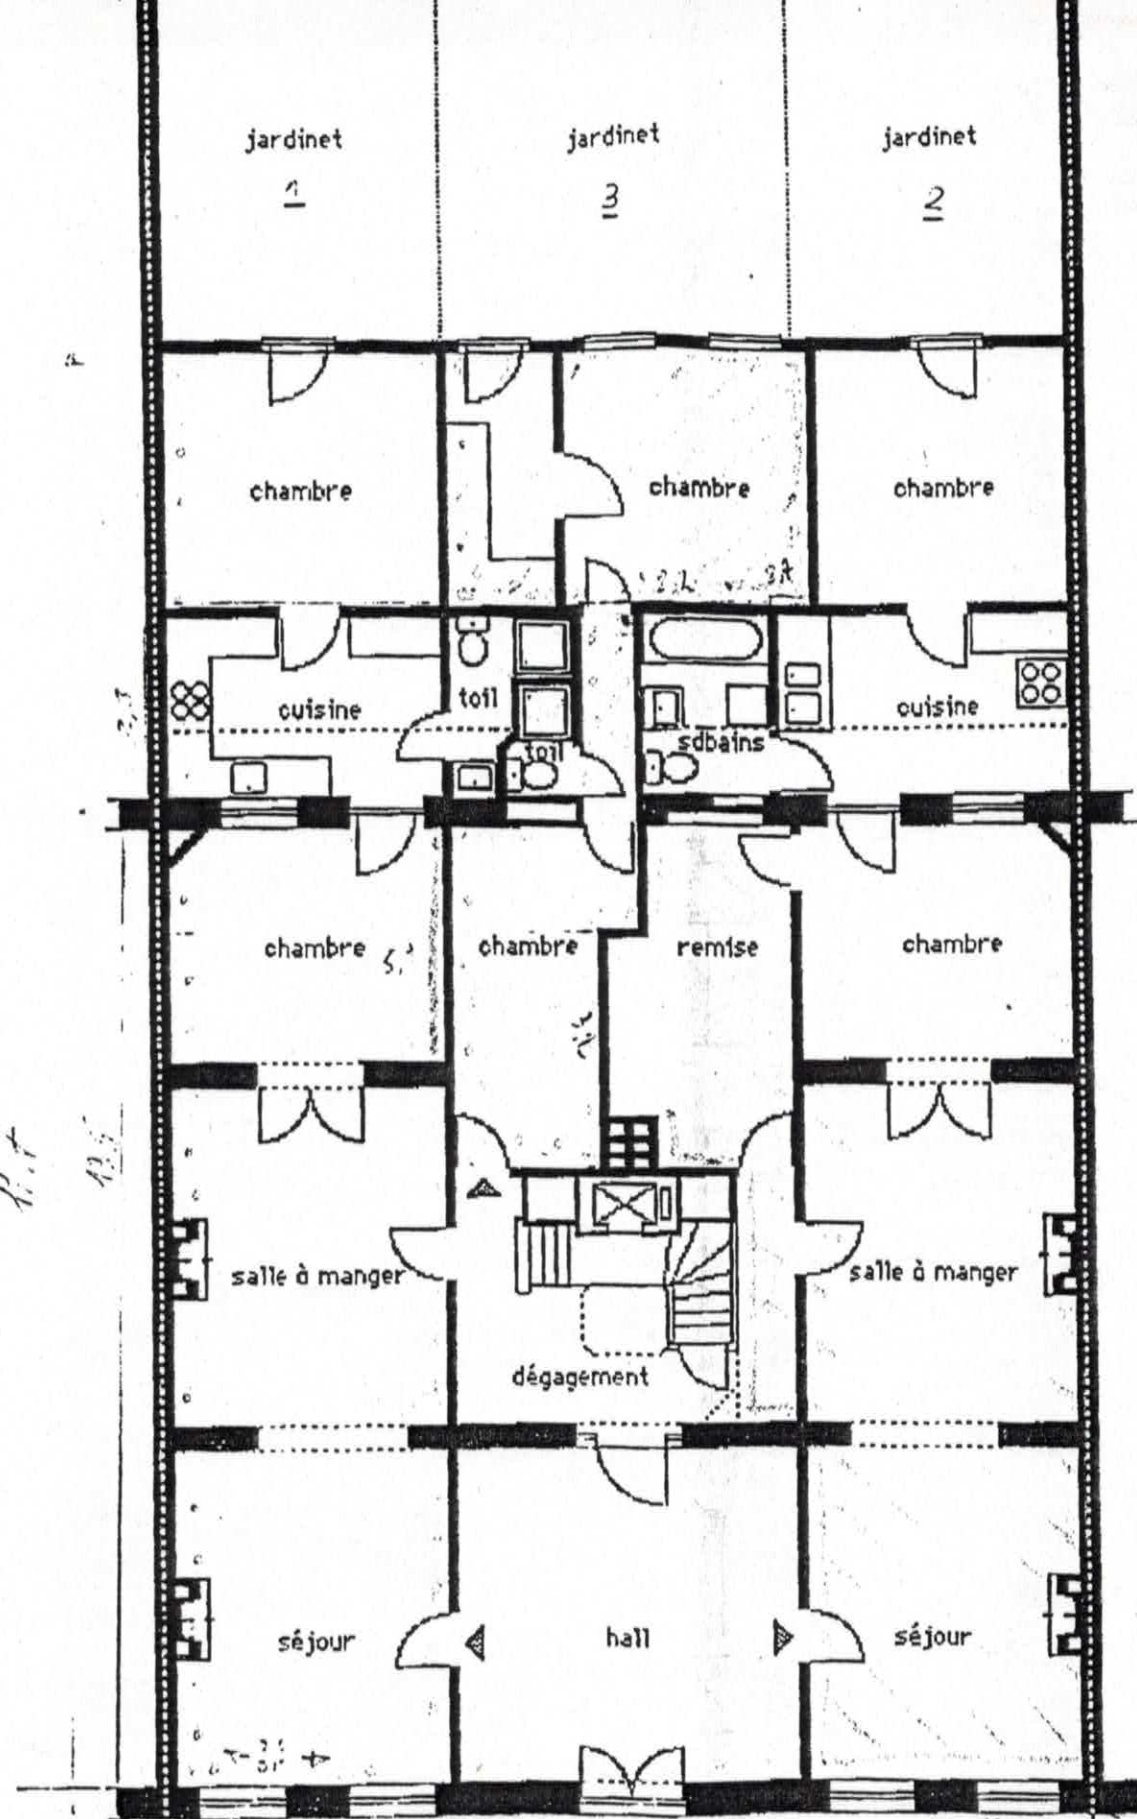 jardinet
jardinet
jardinet
1
3
2
chambre
chambre
chambre
cuisine
toil
toil
sdbains
cuisine
chambre
chambre
remise
chambre
salle à manger
salle à manger
dégagement
séjour
hall
séjour